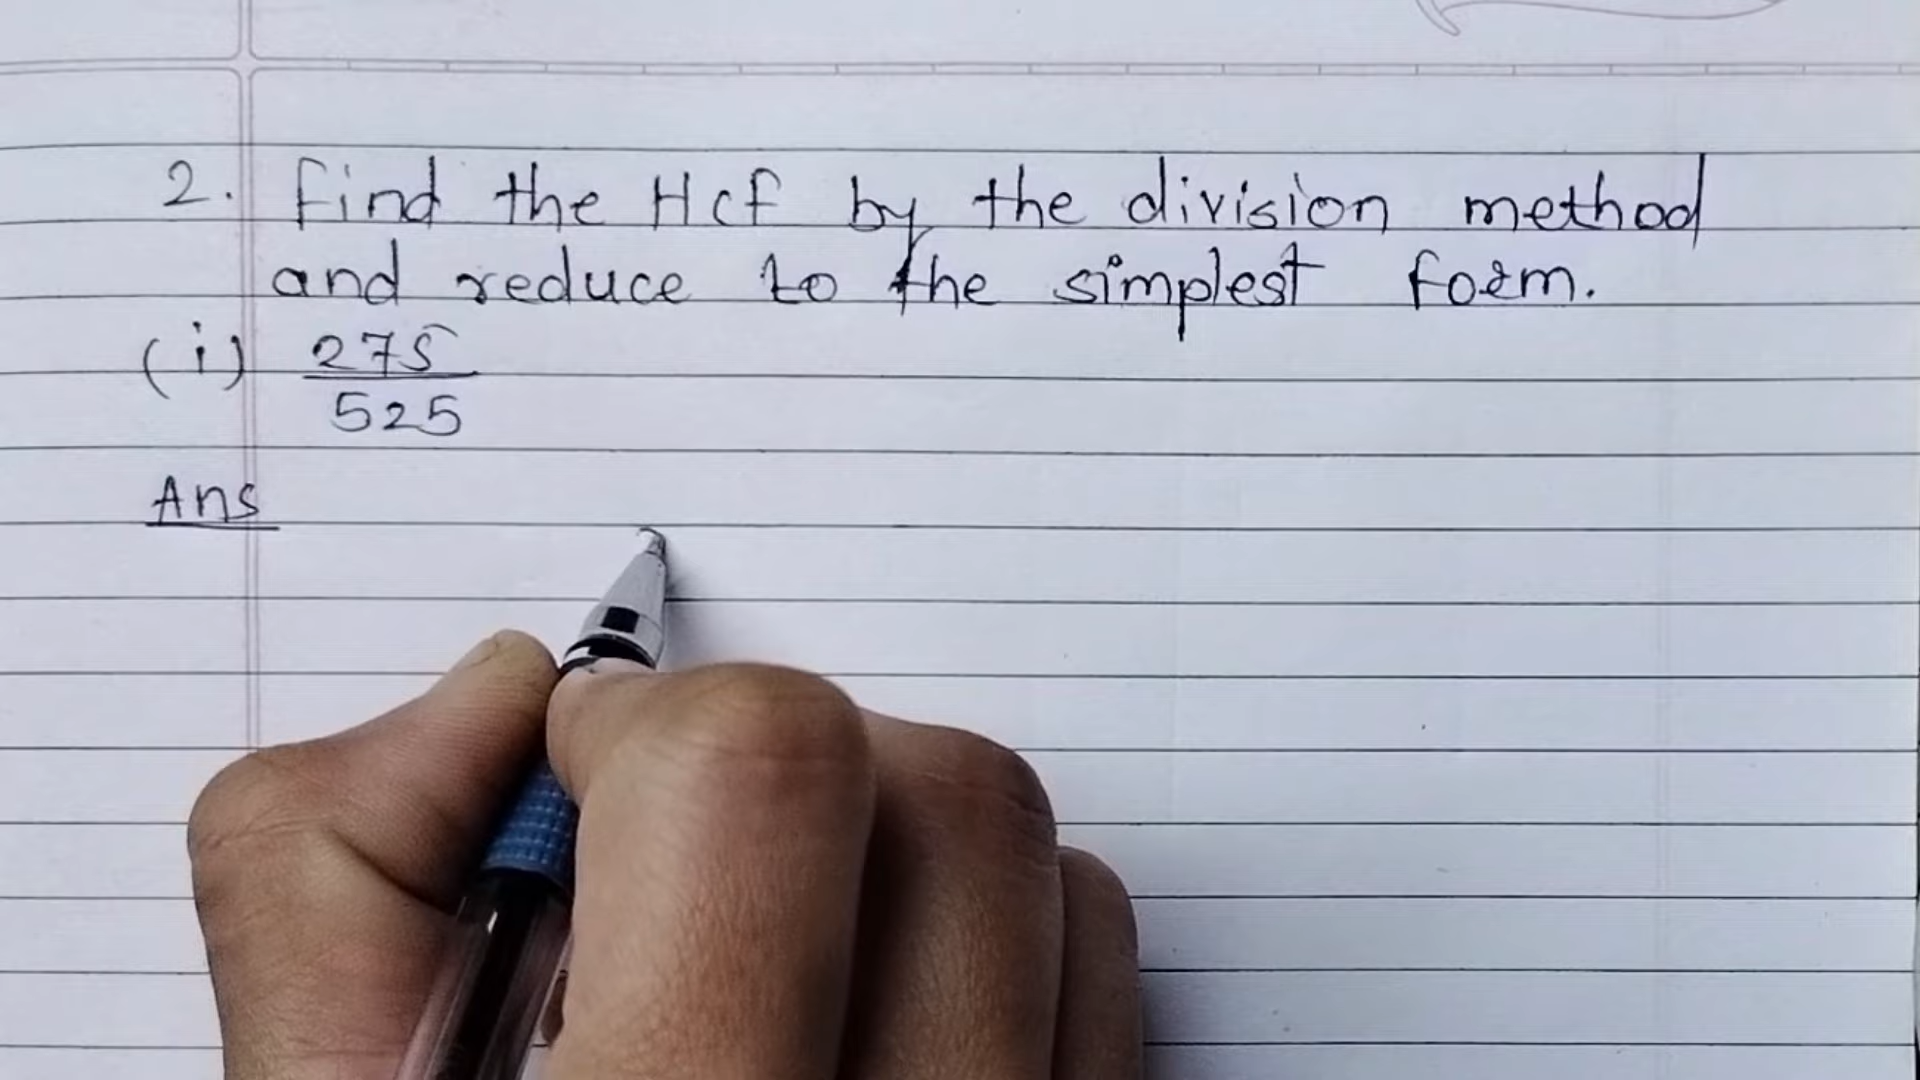 2. Find the Hcf by the division method
and reduce to the simplest form.
(i) 275
525
Ans